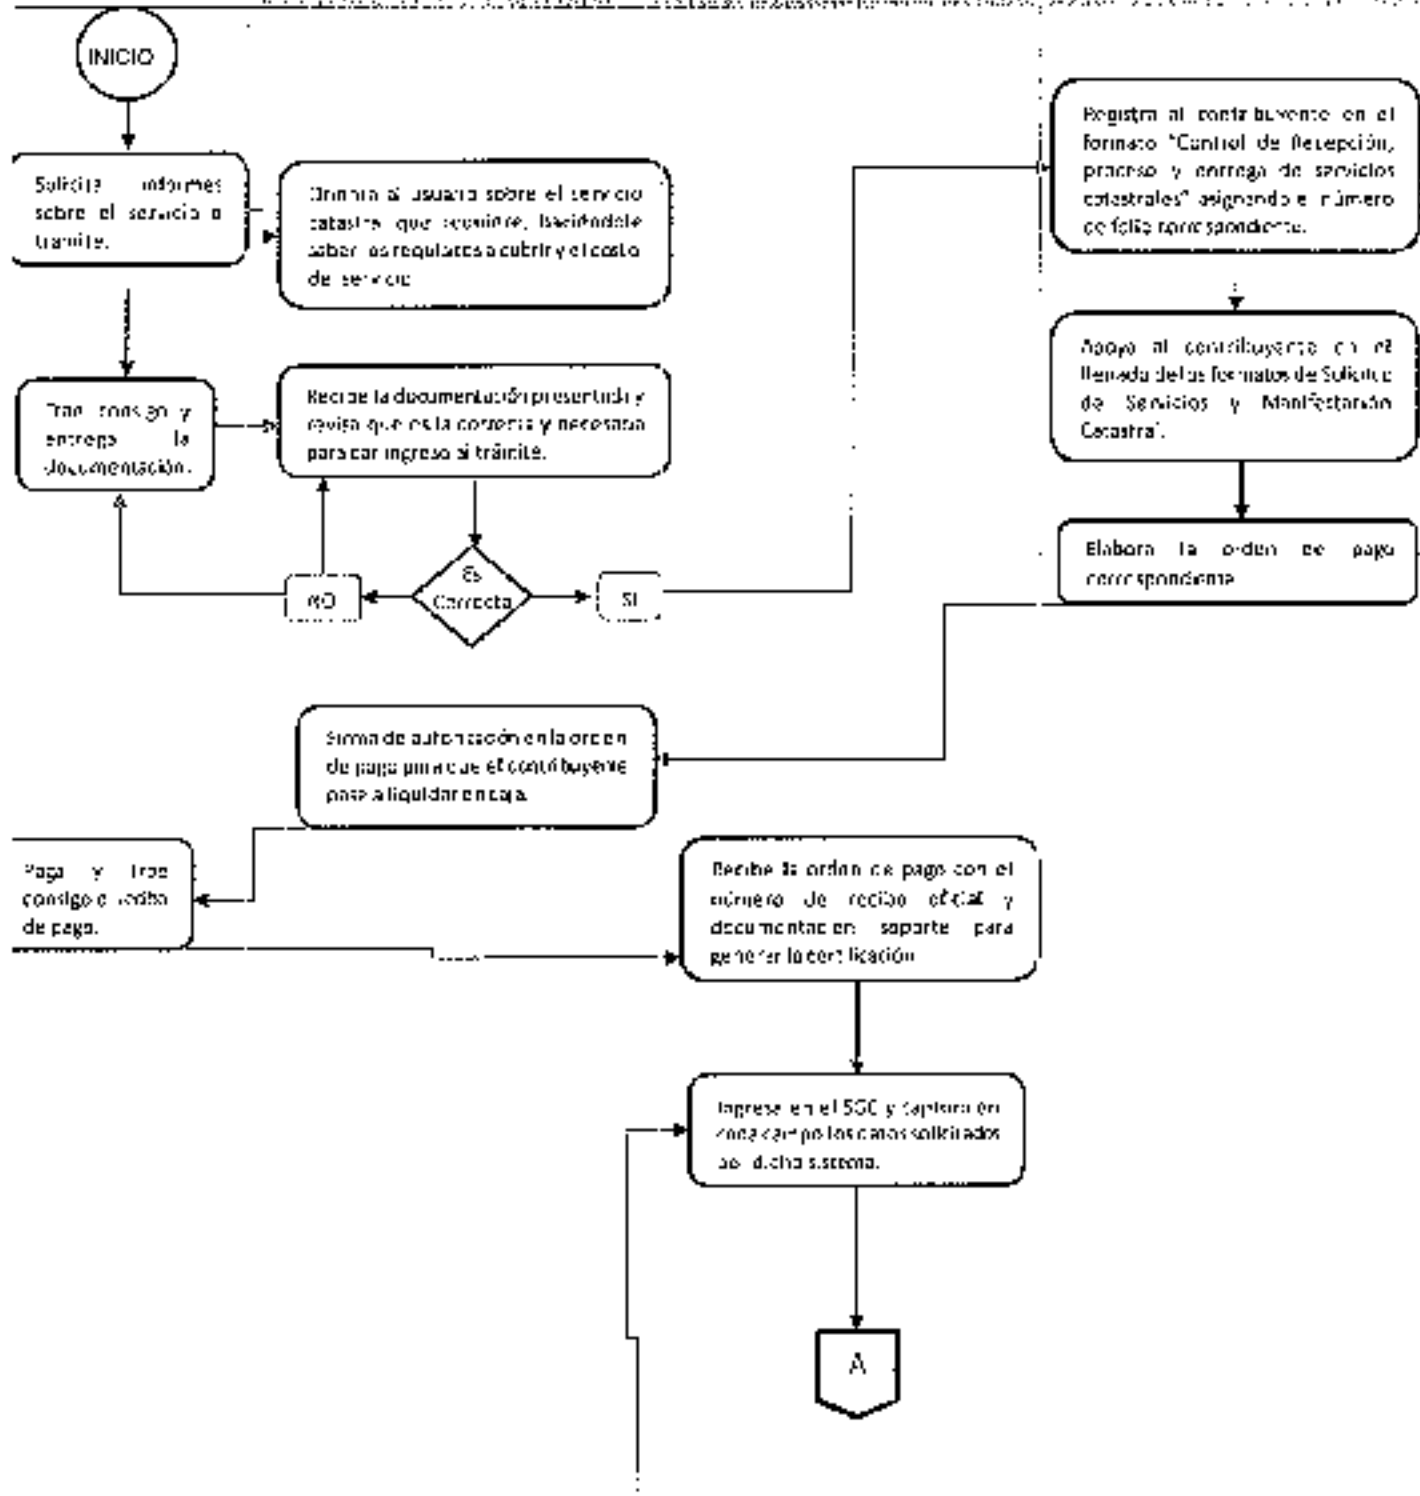 INICIO
Solicita informes
sobre el servicio o
tramite.
al usuario sobre el servicio
catastral que requiere, haciéndole
saber los requisitos a cubrir y el costo
de servicio
Registra al contribuyente en el
formato "Control de Recepción,
proceso y entrega de servicios
catastrales" asignando el número
de folio correspondiente.
Apoya al contribuyente en el
llenado de los formatos de Solicitud
de Servicios y Manifestación
Catastral.
Elabora la orden de pago
correspondiente
Trae consigo y
entrega la
documentación.
Recibe la documentación presentada y
revisa que es la correcta y necesaria
para dar ingreso al trámite.
Es
Correcta
NO
SI
Firma de autorización en la orden
de pago para que el contribuyente
pase a liquidar en caja.
Paga y trae
consigo recibo
de pago.
Recibe la orden de pago con el
número de recibo oficial y
documentación soporte para
generar la certificación
Ingresa en el SGC y captura en
cada campo los datos solicitados
dicho sistema.
A